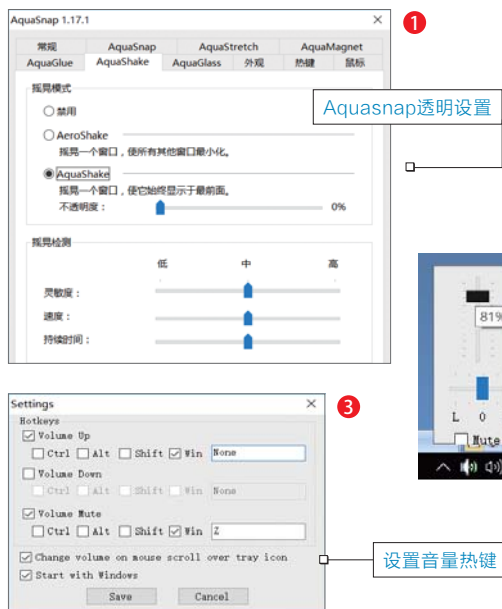 AquaSnap 1.17.1
❶
常规 AquaSnap AquaStretch AquaMagnet
AquaGlue AquaShake AquaGlass 外观 热键 鼠标
摇晃模式
禁用
Aquasnap透明设置
AeroShake
摇晃一个窗口，使所有其他窗口最小化。
AquaShake
摇晃一个窗口，使它始终显示于最前面。
不透明度： 0%
摇晃检测
低 中 高
灵敏度：
速度：
持续时间：
81%
L 0
Mute
Settings
❸
Hotkeys
Volume Up
Ctrl Alt Shift Win None
Volume Down
Ctrl Alt Shift Win None
Volume Mute
Ctrl Alt Shift Win Z
Change volume on mouse scroll over tray icon
设置音量热键
Start with Windows
Save Cancel